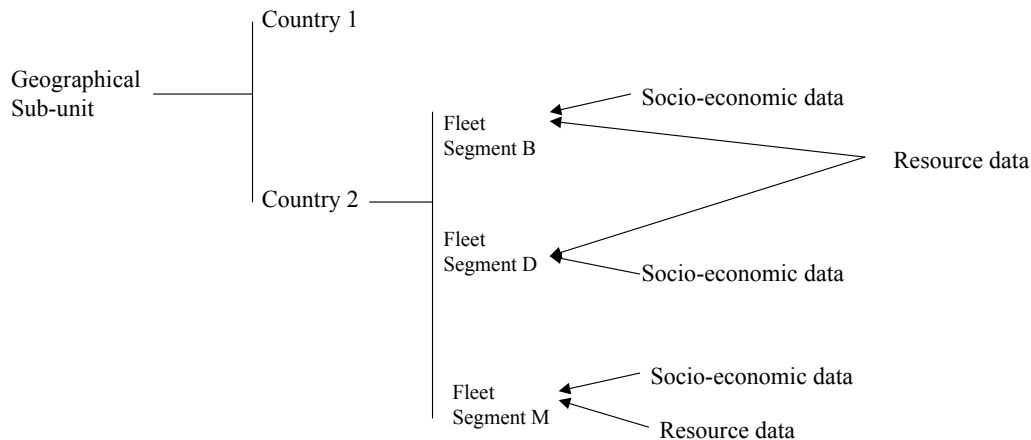 Country 1
Geographical
Sub-unit
Socio-economic data
Fleet
Segment B
Resource data
Country 2
Fleet
Segment D
Socio-economic data
Socio-economic data
Fleet
Segment M
Resource data